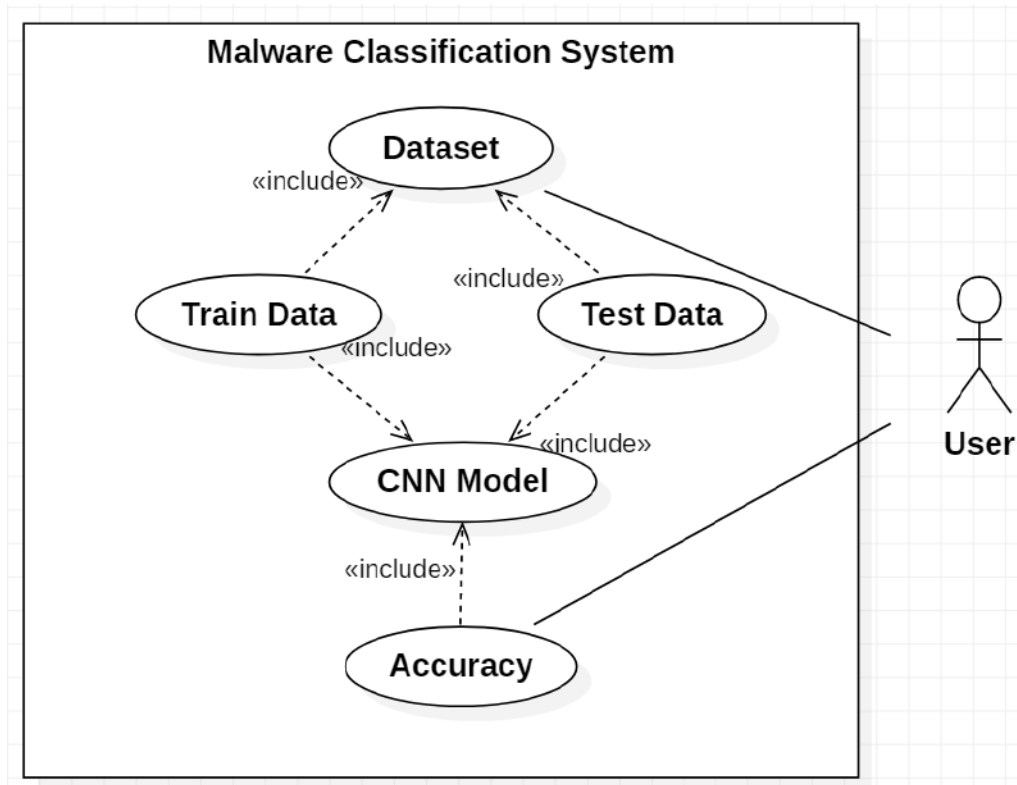 Malware Classification System
Dataset
«include»
«include»
Train Data
Test Data
«include»
«include»
CNN Model
«include»
Accuracy
User